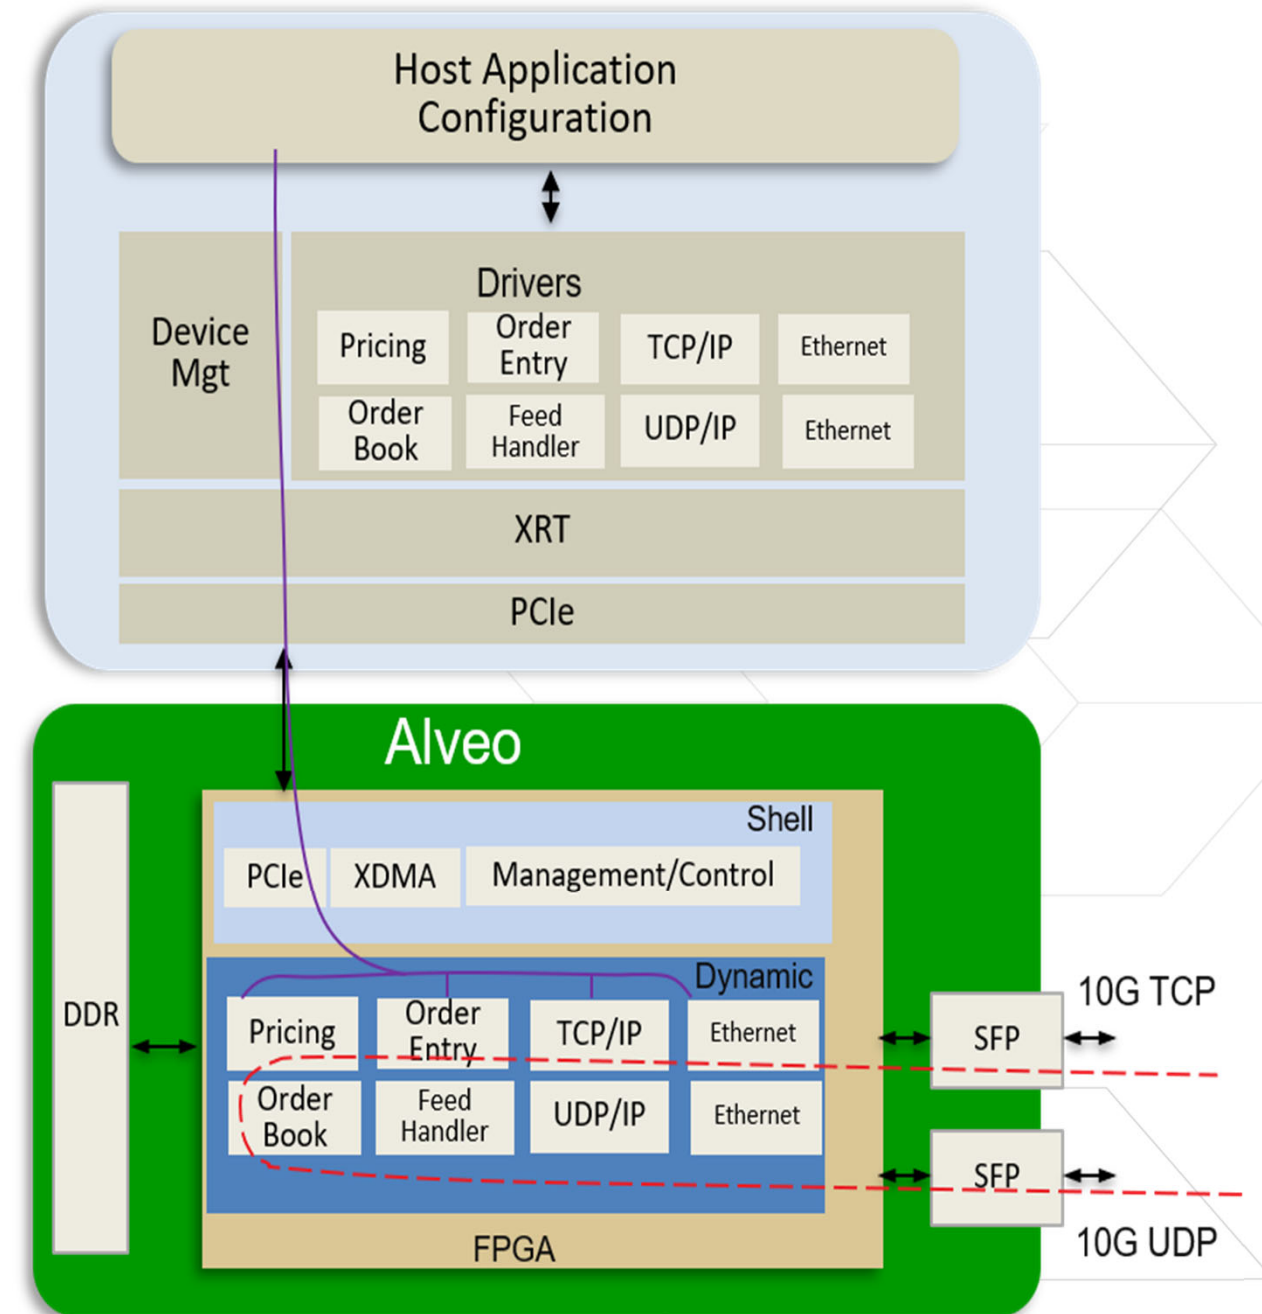 Host Application
Configuration
Device
Mgt
Drivers
Pricing
Order
Entry
TCP/IP
Ethernet
Order
Book
Feed
Handler
UDP/IP
Ethernet
XRT
PCIe
Alveo
DDR
Shell
PCIe
XDMA
Management/Control
Dynamic
Pricing
Order
Entry
TCP/IP
Ethernet
Order
Book
Feed
Handler
UDP/IP
Ethernet
FPGA
10G TCP
SFP
SFP
10G UDP